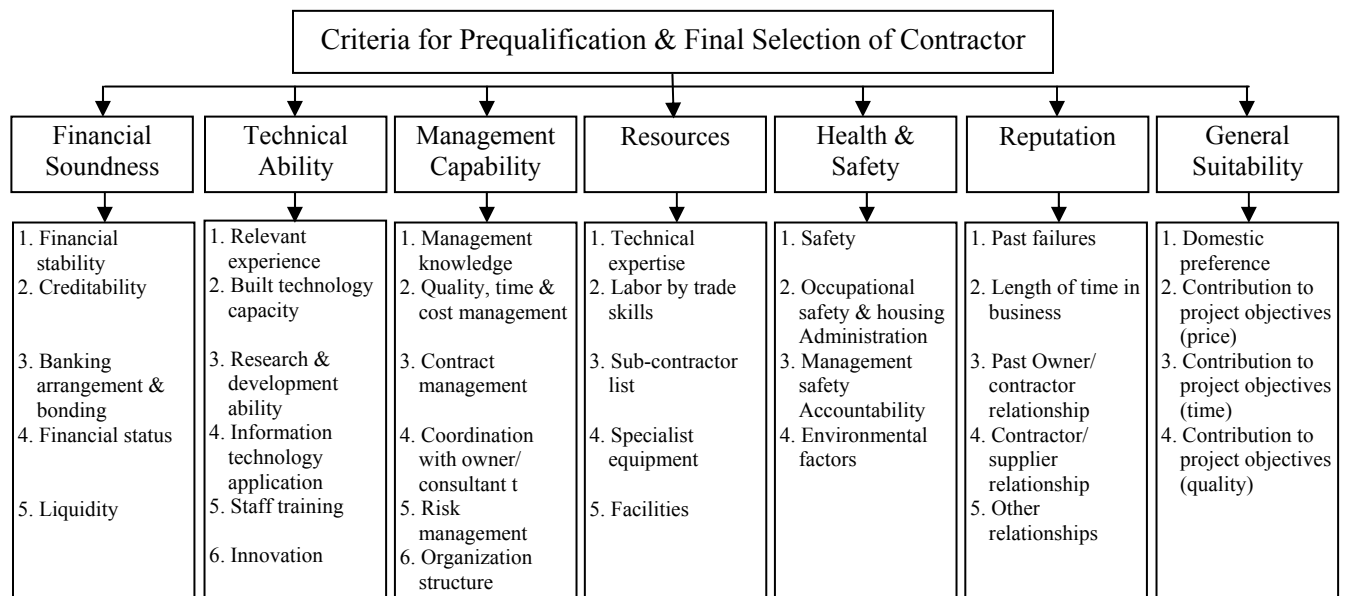 Criteria for Prequalification & Final Selection of Contractor
Financial
Soundness
Technical
Ability
Management
Capability
Resources
Health &
Safety
Reputation
General
Suitability
1. Financial
stability
2. Creditability
3. Banking
arrangement &
bonding
4. Financial status
5. Liquidity
1. Relevant
experience
2. Built technology
capacity
3. Research &
development
ability
4. Information
technology
application
5. Staff training
6. Innovation
1. Management
knowledge
2. Quality, time &
cost management
3. Contract
management
4. Coordination
with owner/
consultant t
5. Risk
management
6. Organization
structure
1. Technical
expertise
2. Labor by trade
skills
3. Sub-contractor
list
4. Specialist
equipment
5. Facilities
1. Safety
2. Occupational
safety & housing
Administration
3. Management
safety
Accountability
4. Environmental
factors
1. Past failures
2. Length of time in
business
3. Past Owner/
contractor
relationship
4. Contractor/
supplier
relationship
5. Other
relationships
1. Domestic
preference
2. Contribution to
project objectives
(price)
3. Contribution to
project objectives
(time)
4. Contribution to
project objectives
(quality)